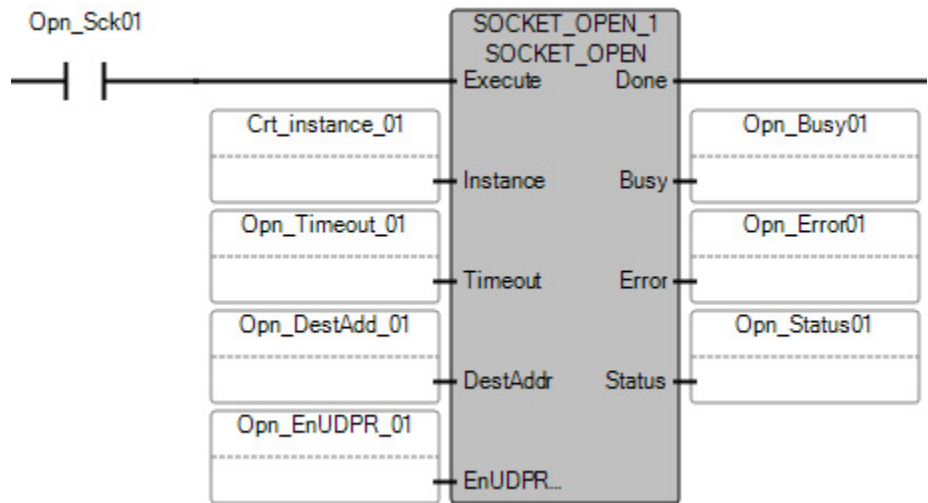 Opn_Sck01
SOCKET_OPEN_1
SOCKET_OPEN
Execute Done
Crt_instance_01
Opn_Busy01
Instance Busy
Opn_Timeout_01
Opn_Error01
Timeout Error
Opn_DestAdd_01
Opn_Status01
DestAddr Status
Opn_EnUDPR_01
EnUDPR...